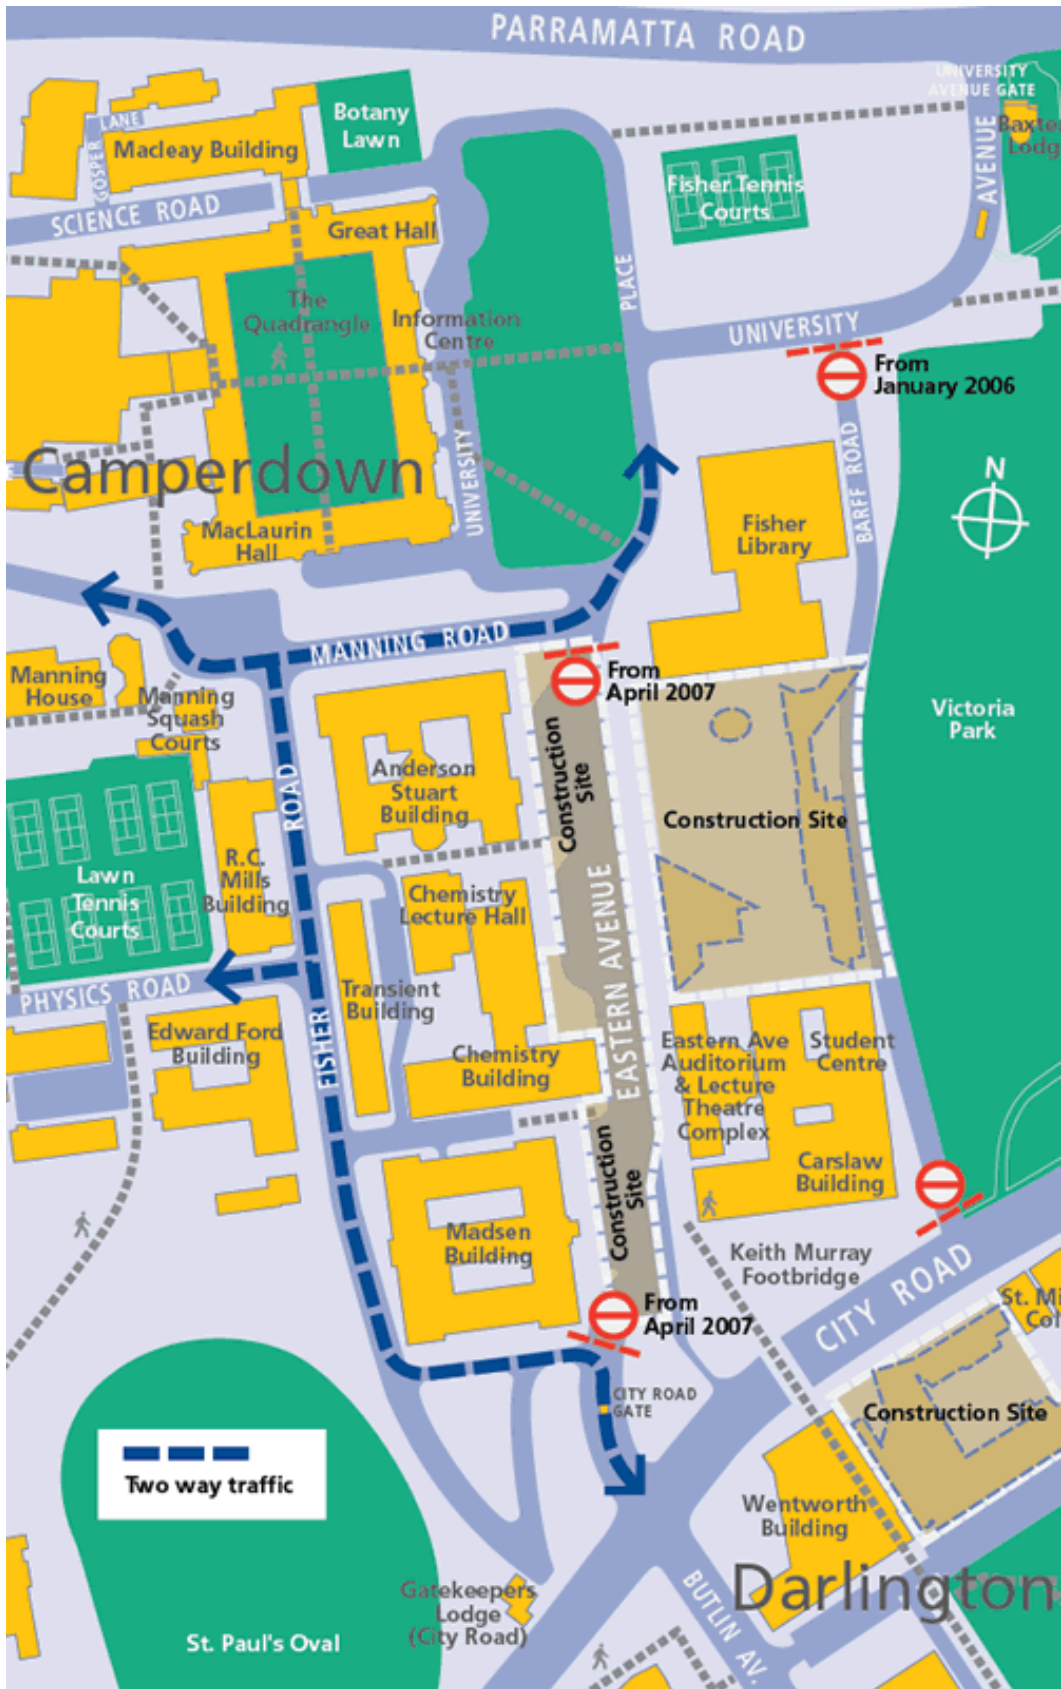 PARRAMATTA ROAD
UNIVERSITY
AVENUE GATE
Botany
Lawn
LANE
GOSPER
Macleay Building
AVENUE
Lodge
SCIENCE ROAD
Fisher Tennis
Courts
Great Hall
PLACE
The
Quadrangle
Information
Centre
UNIVERSITY
From
January 2006
BARFF ROAD
Camperdown
UNIVERSITY
N
MacLaurin
Hall
Fisher
Library
MANNING ROAD
From
April 2007
Manning
House
Manning
Squash
Courts
Victoria
Park
Construction
Site
Anderson
Stuart
Building
ROAD
Construction Site
R.C.
Mills
Building
Lawn
Tennis
Courts
Chemistry
Lecture Hall
EASTERN AVENUE
PHYSICS ROAD
Transient
Building
Edward Ford
Building
FISHER
Chemistry
Building
Eastern Ave
Auditorium
& Lecture
Theatre
Complex
Student
Centre
Construction
Site
Carslaw
Building
Madsen
Building
Keith Murray
Footbridge
CITY ROAD
From
April 2007
CITY ROAD
GATE
Construction Site
Two way traffic
Wentworth
Building
Darlington
Gatekeepers
Lodge
(City Road)
BUTLIN AV.
St. Paul's Oval